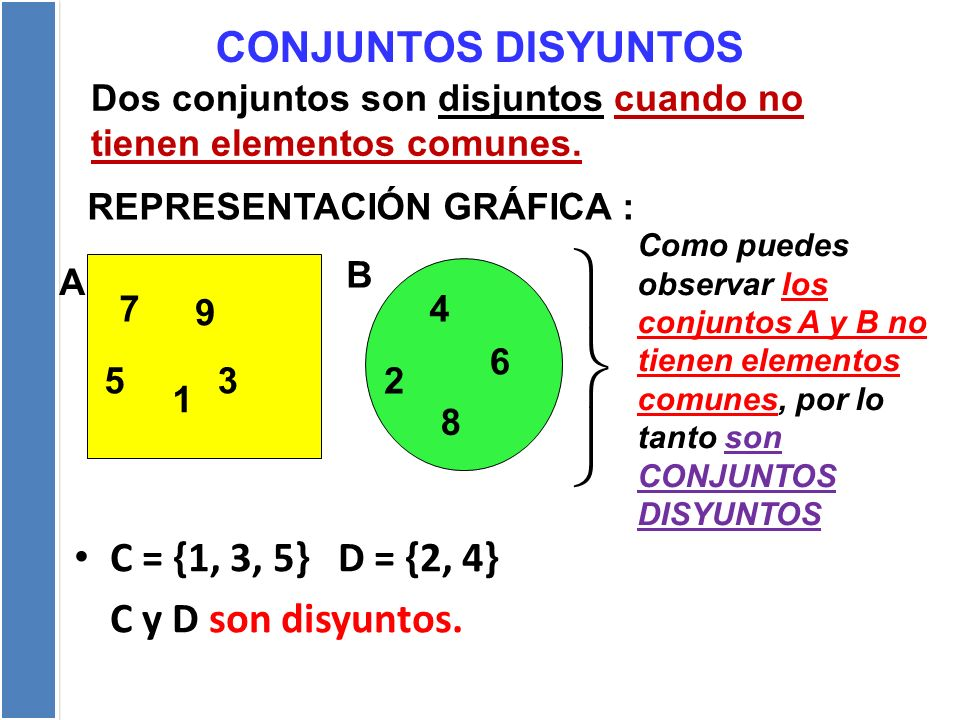 CONJUNTOS DISYUNTOS
Dos conjuntos son disjuntos cuando no
tienen elementos comunes.
REPRESENTACIÓN GRÁFICA :
A
7
9
5
1
3
B
4
6
2
8
Como puedes
observar los
conjuntos A y B no
tienen elementos
comunes, por lo
tanto son
CONJUNTOS
DISYUNTOS
• C = {1, 3, 5} D = {2, 4}
C y D son disyuntos.